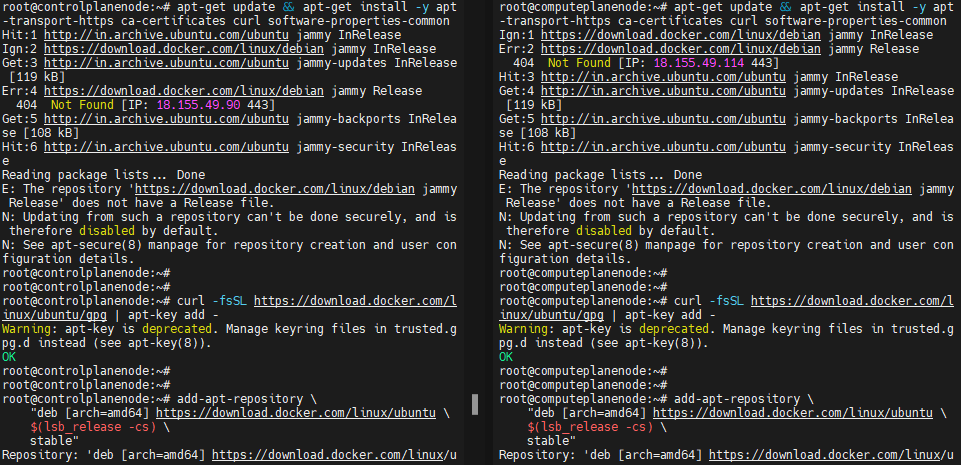 root@controlplanenode:~# apt-get update && apt-get install -y apt
-transport-https ca-certificates curl software-properties-common
Hit:1 http://in.archive.ubuntu.com/ubuntu jammy InRelease
Ign:2 https://download.docker.com/linux/debian jammy InRelease
Get:3 http://in.archive.ubuntu.com/ubuntu jammy-updates InRelease
 [119 kB]
Err:4 https://download.docker.com/linux/debian jammy Release
  404  Not Found [IP: 18.155.49.90 443]
Get:5 http://in.archive.ubuntu.com/ubuntu jammy-backports InRelea
se [108 kB]
Hit:6 http://in.archive.ubuntu.com/ubuntu jammy-security InReleas
e
Reading package lists... Done
E: The repository 'https://download.docker.com/linux/debian jammy
 Release' does not have a Release file.
N: Updating from such a repository can't be done securely, and is
 therefore disabled by default.
N: See apt-secure(8) manpage for repository creation and user con
figuration details.
root@controlplanenode:~#
root@controlplanenode:~#
root@controlplanenode:~# curl -fsSL https://download.docker.com/l
inux/ubuntu/gpg | apt-key add -
Warning: apt-key is deprecated. Manage keyring files in trusted.g
pg.d instead (see apt-key(8)).
OK
root@controlplanenode:~#
root@controlplanenode:~#
root@controlplanenode:~# add-apt-repository \
    "deb [arch=amd64] https://download.docker.com/linux/ubuntu \
    $(lsb_release -cs) \
    stable"
Repository: 'deb [arch=amd64] https://download.docker.com/linux/u
root@computeplanenode:~# apt-get update && apt-get install -y apt
-transport-https ca-certificates curl software-properties-common
Ign:1 https://download.docker.com/linux/debian jammy InRelease
Err:2 https://download.docker.com/linux/debian jammy Release
  404  Not Found [IP: 18.155.49.114 443]
Hit:3 http://in.archive.ubuntu.com/ubuntu jammy InRelease
Get:4 http://in.archive.ubuntu.com/ubuntu jammy-updates InRelease
 [119 kB]
Get:5 http://in.archive.ubuntu.com/ubuntu jammy-backports InRelea
se [108 kB]
Hit:6 http://in.archive.ubuntu.com/ubuntu jammy-security InReleas
e
Reading package lists... Done
E: The repository 'https://download.docker.com/linux/debian jammy
 Release' does not have a Release file.
N: Updating from such a repository can't be done securely, and is
 therefore disabled by default.
N: See apt-secure(8) manpage for repository creation and user con
figuration details.
root@computeplanenode:~#
root@computeplanenode:~#
root@computeplanenode:~# curl -fsSL https://download.docker.com/l
inux/ubuntu/gpg | apt-key add -
Warning: apt-key is deprecated. Manage keyring files in trusted.g
pg.d instead (see apt-key(8)).
OK
root@computeplanenode:~#
root@computeplanenode:~#
root@computeplanenode:~# add-apt-repository \
    "deb [arch=amd64] https://download.docker.com/linux/ubuntu \
    $(lsb_release -cs) \
    stable"
Repository: 'deb [arch=amd64] https://download.docker.com/linux/u